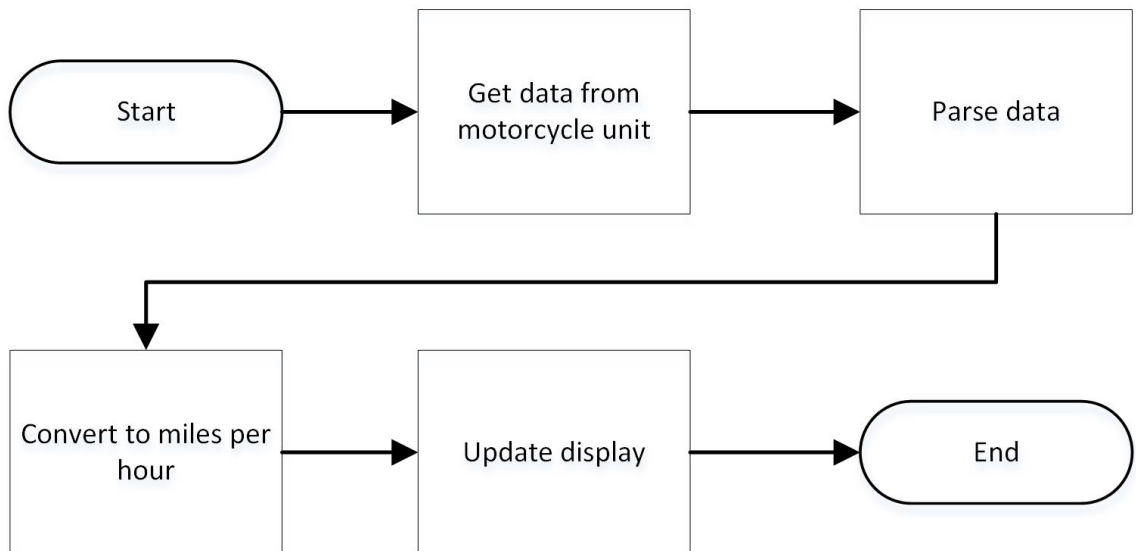 Start
Get data from
motorcycle unit
Parse data
Convert to miles per
hour
Update display
End